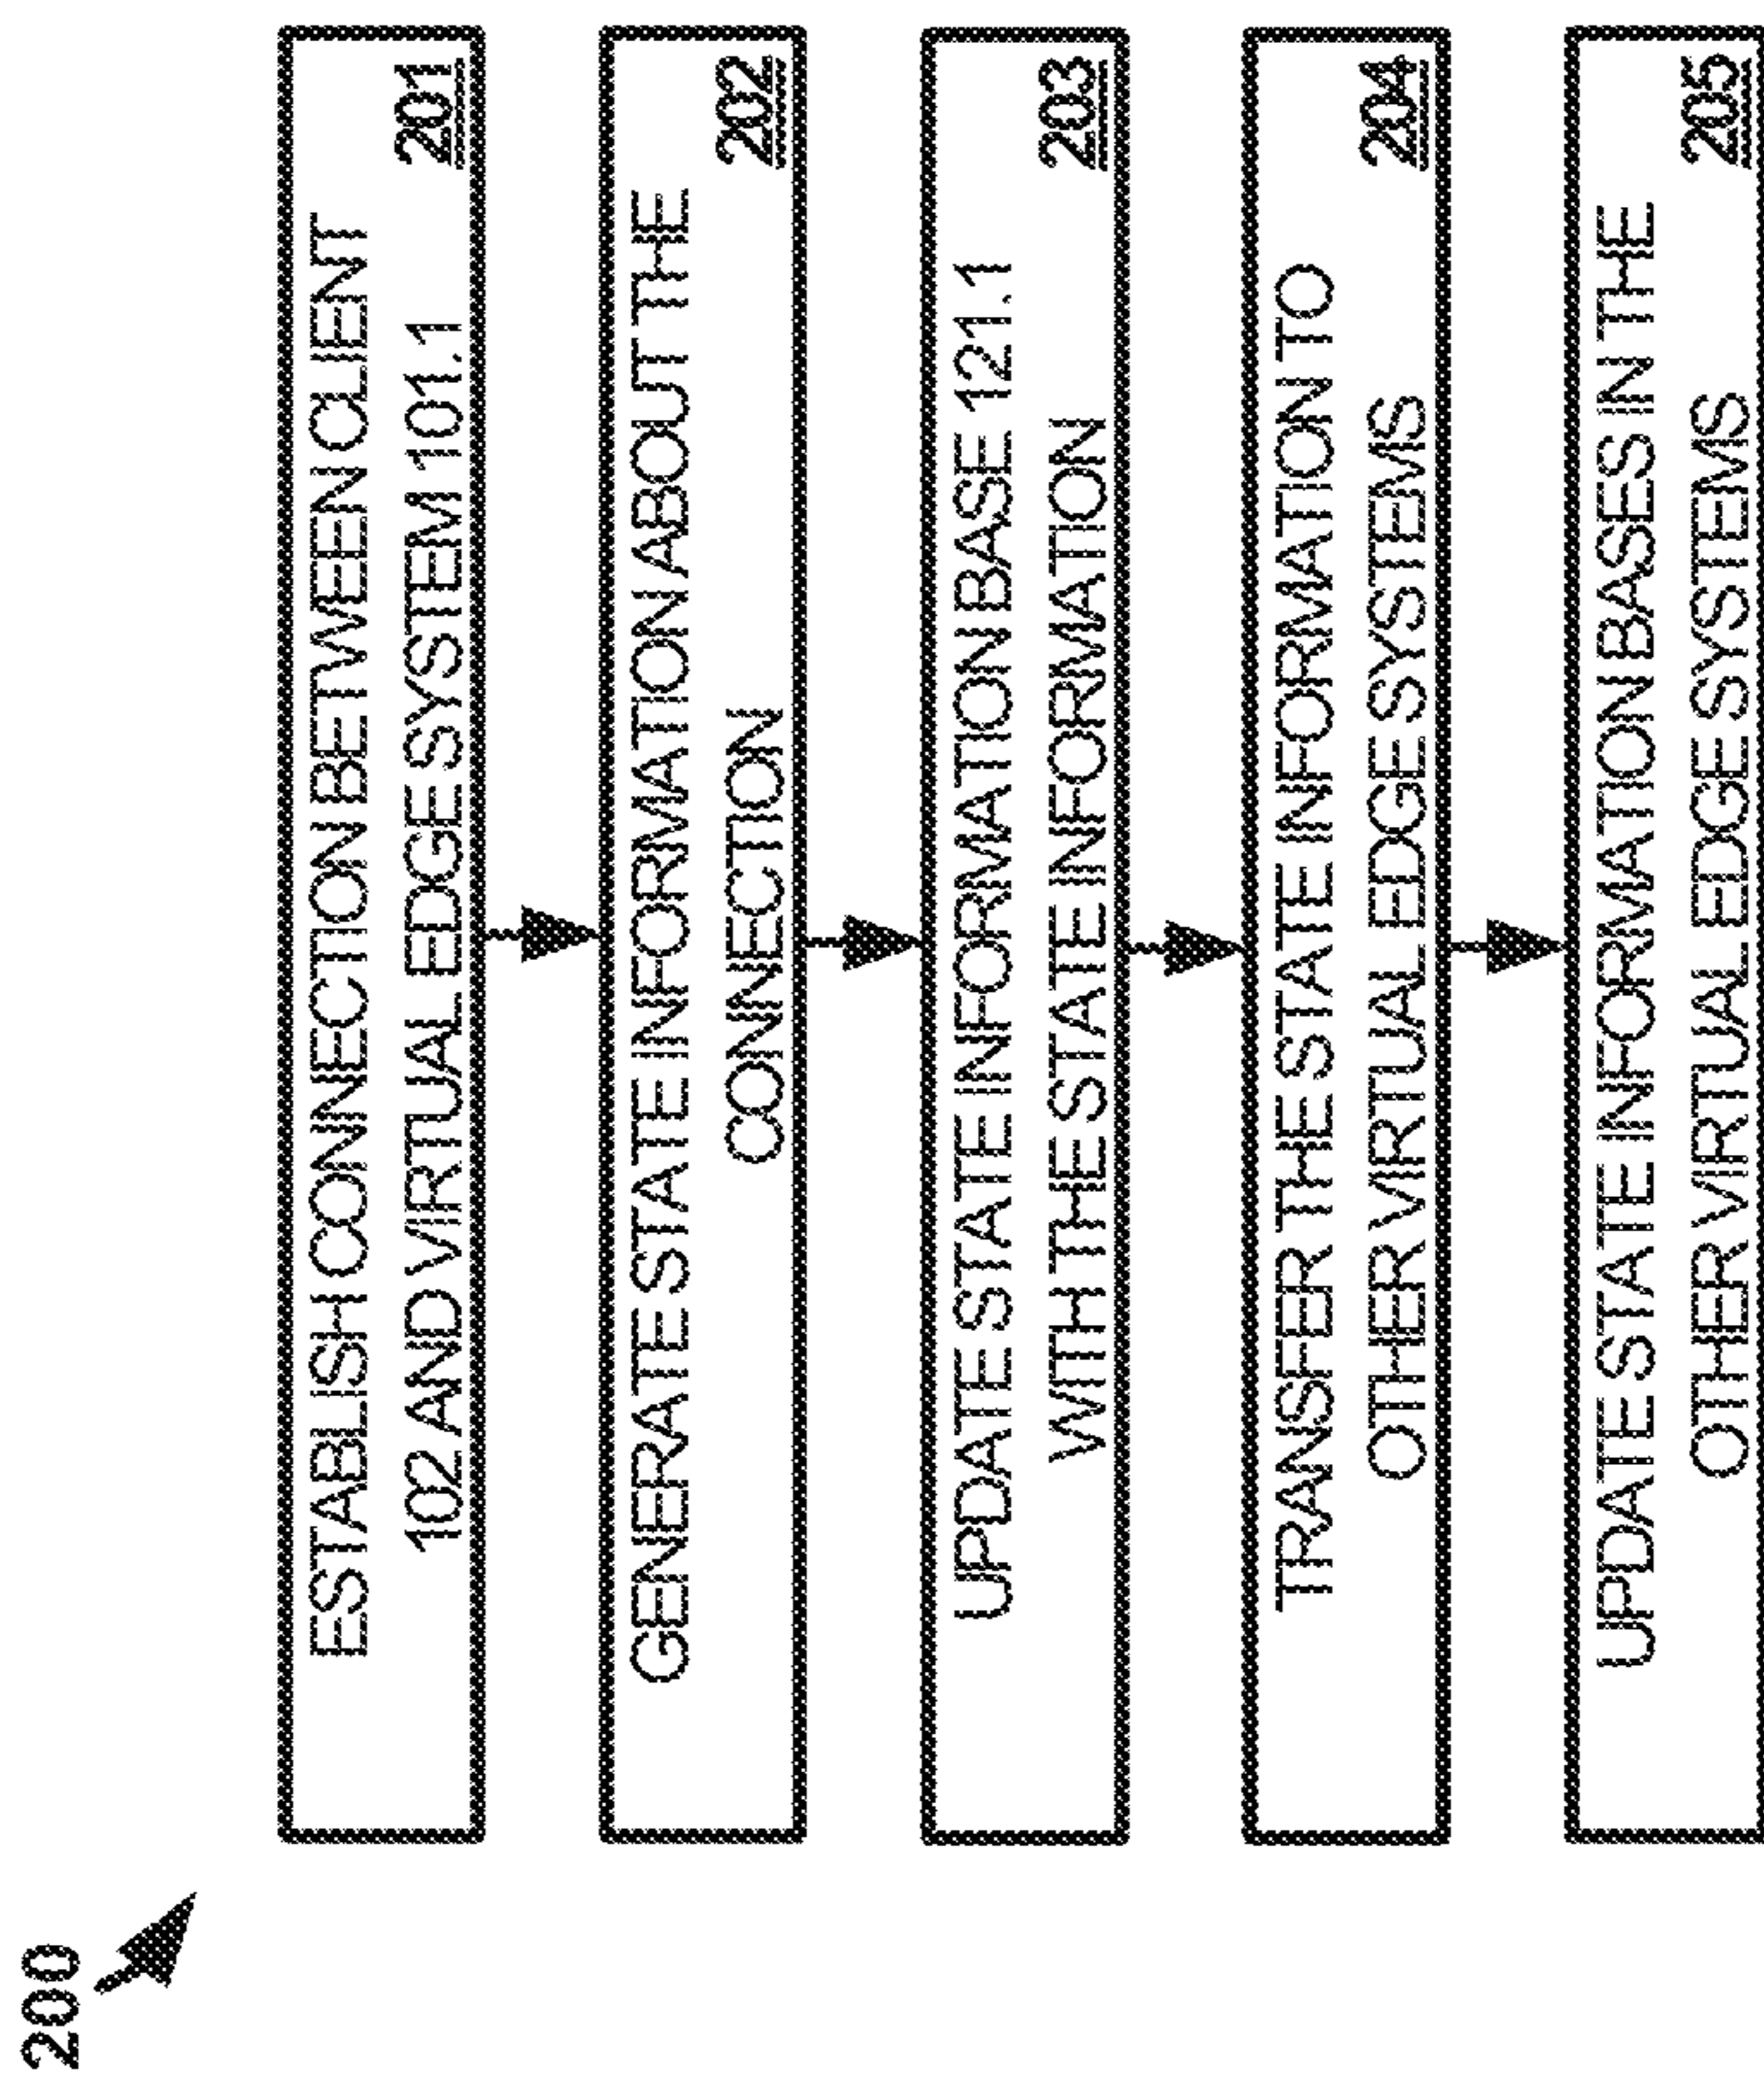 200
ESTABLISH CONNECTION BETWEEN CLIENT
102 AND VIRTUAL EDGE SYSTEM 101.1
201
GENERATE STATE INFORMATION ABOUT THE
CONNECTION
202
UPDATE STATE INFORMATION BASE 121.1
WITH THE STATE INFORMATION
203
TRANSFER THE STATE INFORMATION TO
OTHER VIRTUAL EDGE SYSTEMS
204
UPDATE STATE INFORMATION BASES IN THE
OTHER VIRTUAL EDGE SYSTEMS
205